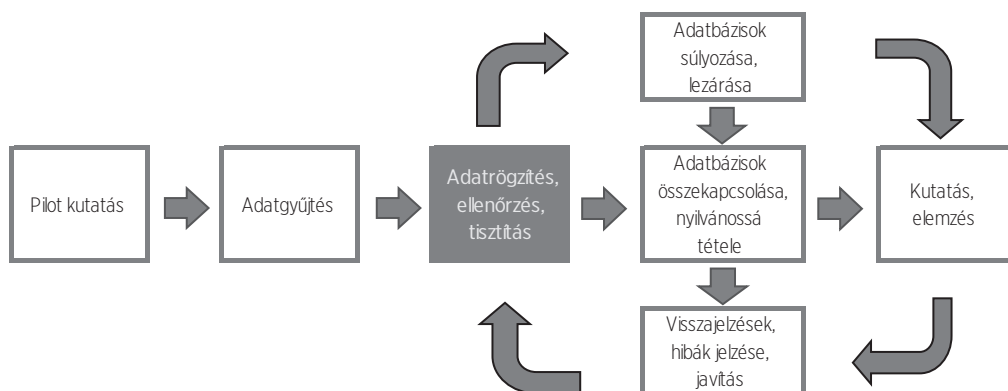 Adatbázisok
súlyozása,
lezárása
Pilot kutatás
Adatgyűjtés
Adatrögzítés,
ellenőrzés,
tisztítás
Adatbázisok
összekapcsolása,
nyilvánossá
tétele
Kutatás,
elemzés
Visszajelzések,
hibák jelzése,
javítás